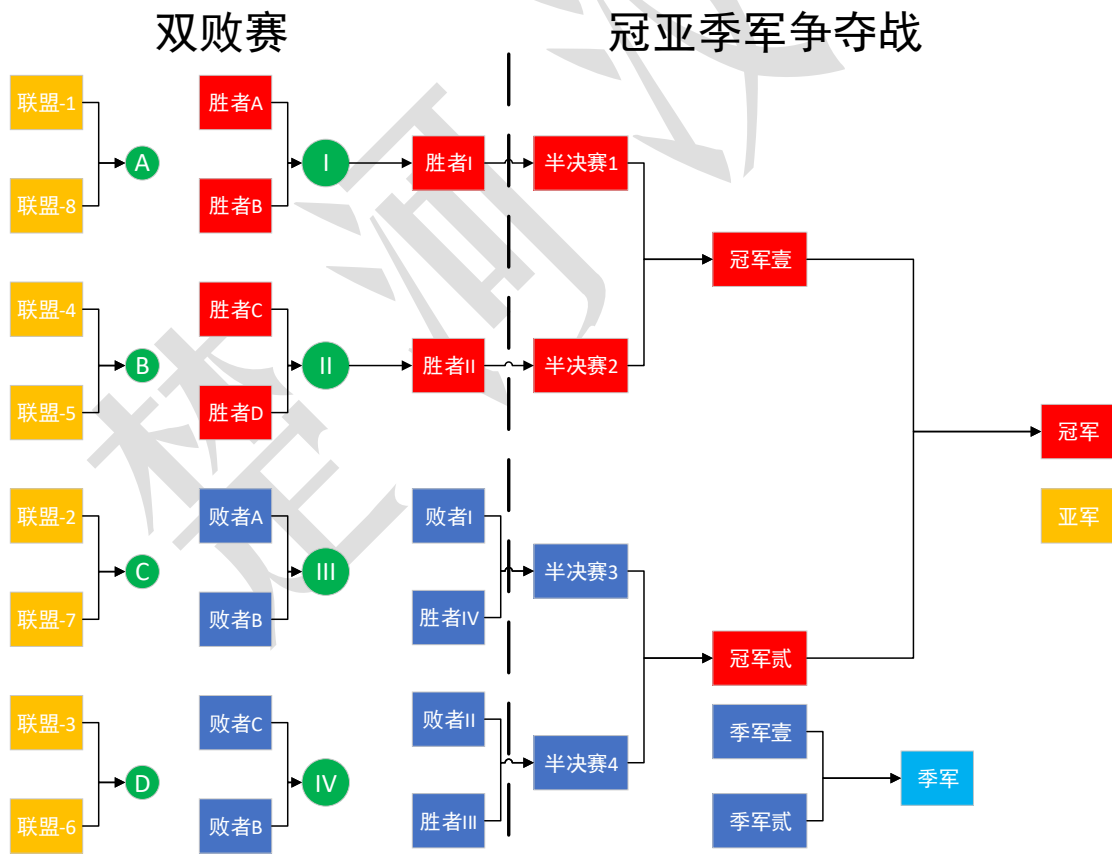 双败赛
冠亚季军争夺战
联盟-1
联盟-8
A
胜者A
胜者B
I
胜者I
半决赛1
联盟-4
联盟-5
B
胜者C
胜者D
II
胜者II
半决赛2
冠军壹
联盟-2
联盟-7
C
败者A
败者B
III
败者I
胜者IV
半决赛3
联盟-3
联盟-6
D
败者C
败者B
IV
败者II
胜者III
半决赛4
冠军贰
季军壹
季军贰
季军
冠军
亚军
楚河汉